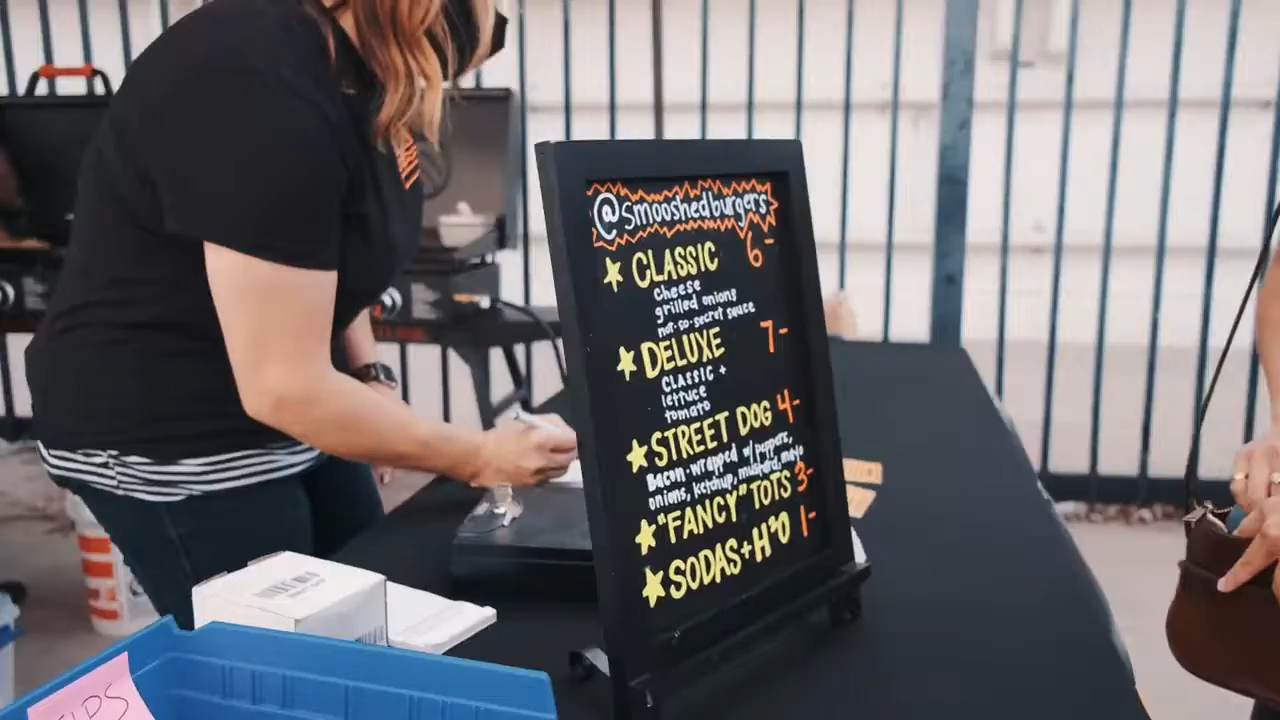 @smooshedburgers
CLASSIC 6-
cheese
grilled onions
not-so-secret sauce
DELUXE 7-
CLASSIC +
lettuce
tomato
STREET DOG 4-
Bacon-wrapped w/peppers,
onions, ketchup, mustard, mayo
"FANCY" TOTS 3-
SODAS+H²O 1-